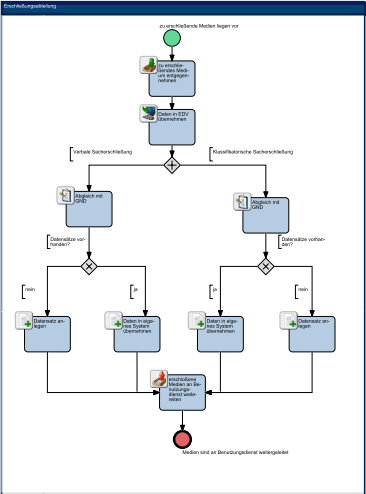 Erschließungsabteilung
zu erschließende Medien liegen vor
zu erschlie-
ßendes Medi-
um entgegen-
nehmen
Daten in EDV
übernehmen
Verbale Sacherschließung
Klassifikatorische Sacherschließung
Abgleich mit
GND
Abgleich mit
GND
Datensätze vor-
handen?
Datensätze vorhan-
den?
nein
ja
ja
nein
Datensatz an-
legen
Daten in eige-
nes System
übernehmen
Daten in eige-
nes System
übernehmen
Datensatz an-
legen
erschloßene
Medien an Be-
nutzungs-
dienst weite-
reiten
Medien sind an Benutzungsdienst weitergeleitet